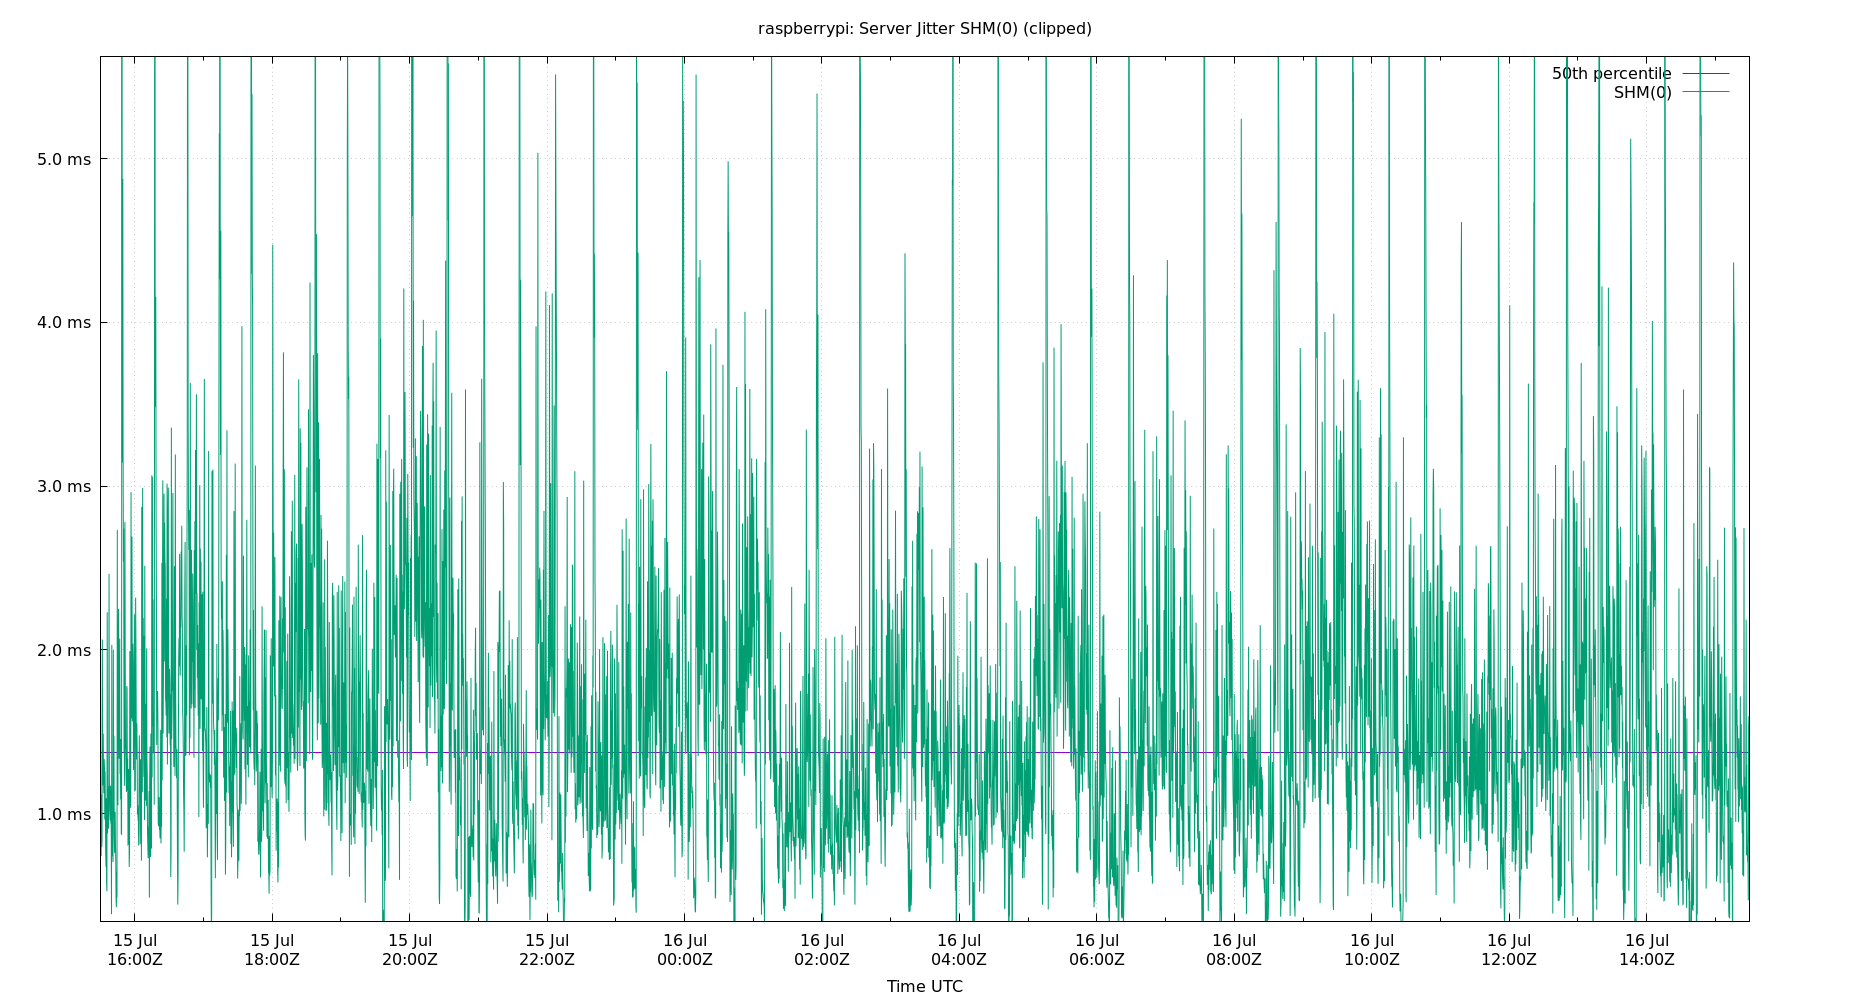 raspberrypi: Server Jitter SHM(0) (clipped)
50th percentile
SHM(0)
5.0 ms
4.0 ms
3.0 ms
2.0 ms
1.0 ms
15 Jul 15 Jul 15 Jul 15 Jul 16 Jul 16 Jul 16 Jul 16 Jul 16 Jul 16 Jul 16 Jul 16 Jul
16:00Z 18:00Z 20:00Z 22:00Z 00:00Z 02:00Z 04:00Z 06:00Z 08:00Z 10:00Z 12:00Z 14:00Z
Time UTC